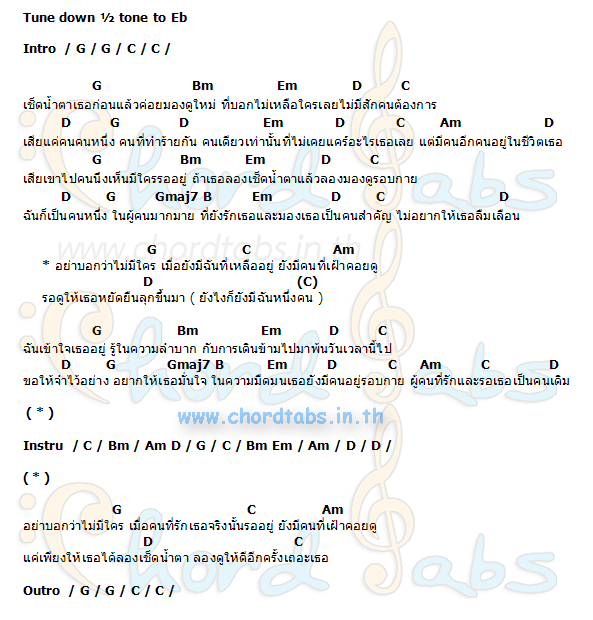 Tune down ½ tone to Eb
Intro / G / G / C / C /
G Bm Em D C
เช็ดน้ำตาเธอก่อนแล้วค่อยมองดูใหม่ ที่บอกไม่เหลือใครเลยไม่มีสักคนต้องการ
D G D Em D C Am D
เสียแค่คนคนหนึ่ง คนที่ทำร้ายกัน คนเดียวเท่านั้นที่ไม่เคยแคร์อะไรเธอเลย แต่มีคนอีกคนอยู่ในชีวิตเธอ
G Bm Em D C
เสียเขาไปคนนึงเห็นมีใครรออยู่ ถ้าเธอลองเช็ดน้ำตาแล้วลองมองดูรอบกาย
D G Gmaj7 B Em D C D
ฉันก็เป็นคนหนึ่ง ในผู้คนมากมาย ที่ยังรักเธอและมองเธอเป็นคนสำคัญ ไม่อยากให้เธอลืมเลือน
www.chordtabs.in.th
G C Am
* อย่าบอกว่าไม่มีใคร เมื่อยังมีฉันที่เหลืออยู่ ยังมีคนที่เฝ้าคอยดู
D (C)
รอดูให้เธอหยัดยืนลุกขึ้นมา ( ยังไงก็ยังมีฉันหนึ่งคน )
G Bm Em D C
ฉันเข้าใจเธออยู่ รู้ในความลำบาก กับการเดินข้ามไปมาพ้นวันเวลานี้ไป
D G Gmaj7 B Em D C Am C D
ขอให้จำไว้อย่าง อยากให้เธอมั่นใจ ในความมืดมนเธอยังมีคนอยู่รอบกาย ผู้คนที่รักและรอเธอเป็นคนเดิม
( * )
www.chordtabs.in.th
Instru / C / Bm / Am D / G / C / Bm Em / Am / D / D /
( * )
G C Am
อย่าบอกว่าไม่มีใคร เมื่อคนที่รักเธอจริงนั้นรออยู่ ยังมีคนที่เฝ้าคอยดู
D C
แค่เพียงให้เธอได้ลองเช็ดน้ำตา ลองดูให้ดีอีกครั้งเถอะเธอ
Outro / G / G / C / C /